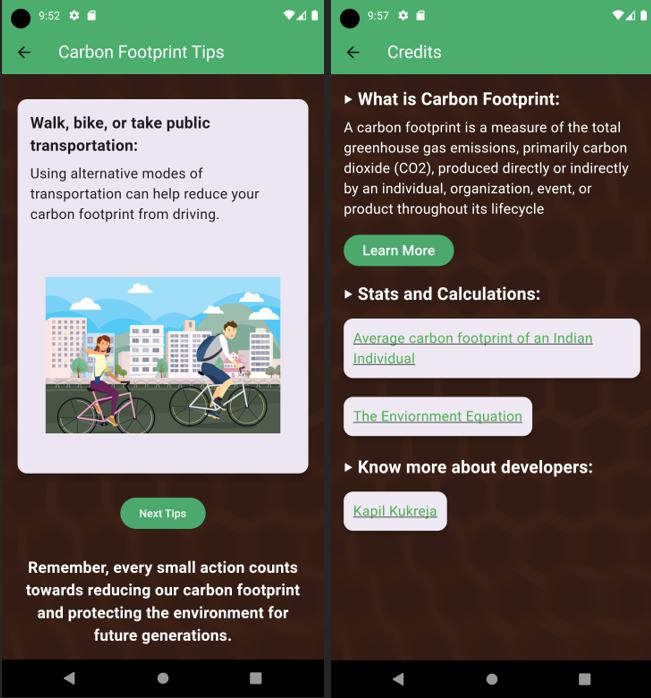 9:52
Carbon Footprint Tips
Walk, bike, or take public
transportation:
Using alternative modes of
transportation can help reduce your
carbon footprint from driving.
Next Tips
Remember, every small action counts
towards reducing our carbon footprint
and protecting the environment for
future generations.
9:57
Credits
What is Carbon Footprint:
A carbon footprint is a measure of the total
greenhouse gas emissions, primarily carbon
dioxide (CO2), produced directly or indirectly
by an individual, organization, event, or
product throughout its lifecycle
Learn More
Stats and Calculations:
Average carbon footprint of an Indian
Individual
The Enviornment Equation
Know more about developers:
Kapil Kukreja